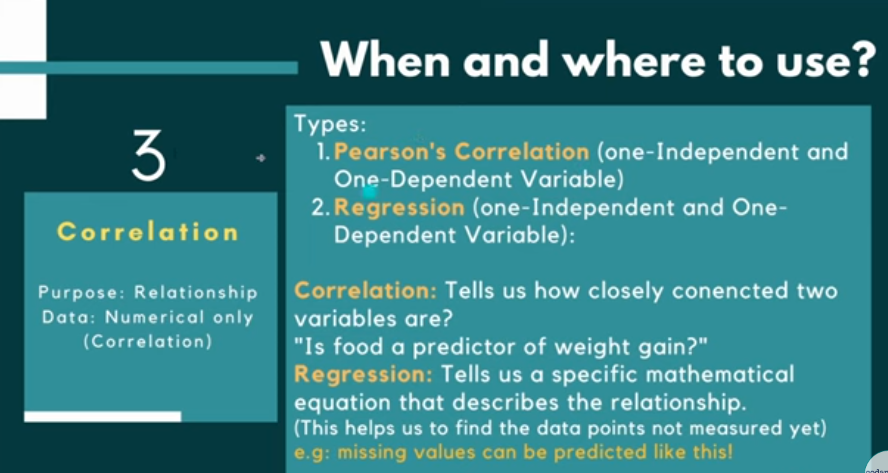 When and where to use?
3
Correlation
Purpose: Relationship
Data: Numerical only
(Correlation)
Types:
1. Pearson's Correlation (one-Independent and
One-Dependent Variable)
2. Regression (one-Independent and One-
Dependent Variable):
Correlation: Tells us how closely conencted two
variables are?
"Is food a predictor of weight gain?"
Regression: Tells us a specific mathematical
equation that describes the relationship.
(This helps us to find the data points not measured yet)
e.g: missing values can be predicted like this!